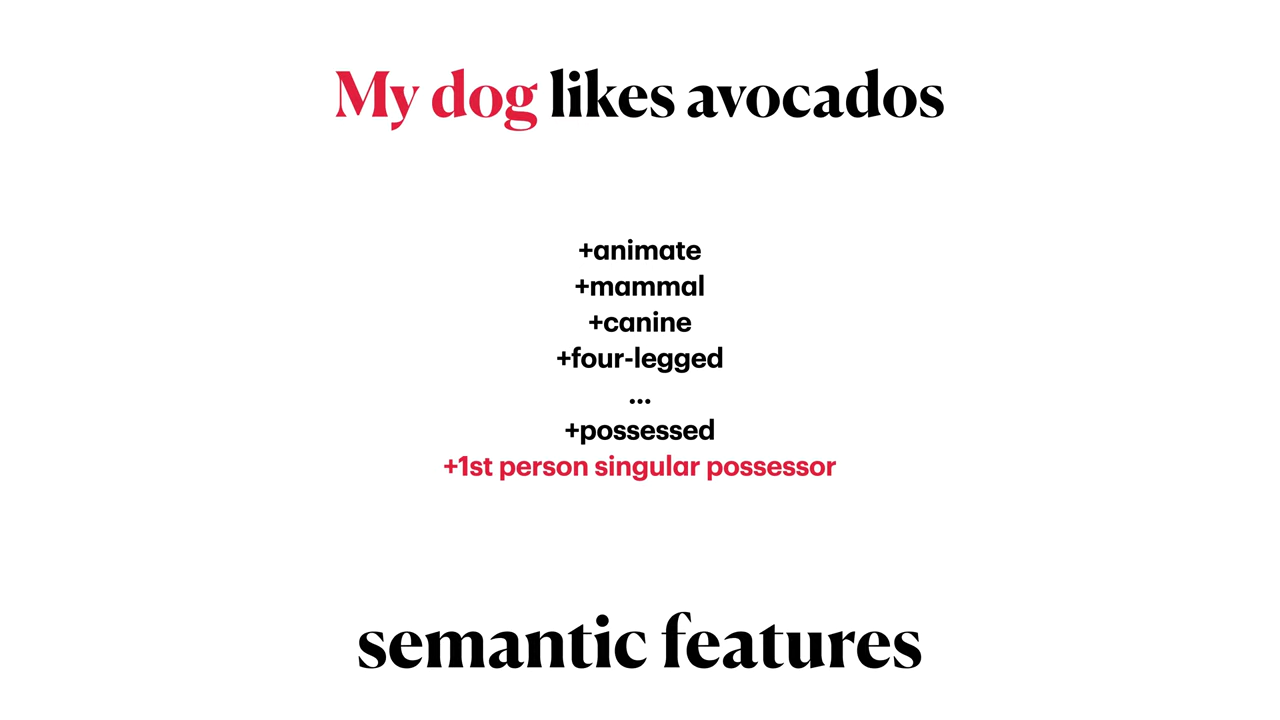 My dog likes avocados
+animate
+mammal
+canine
+four-legged
...
+possessed
+1st person singular possessor
semantic features